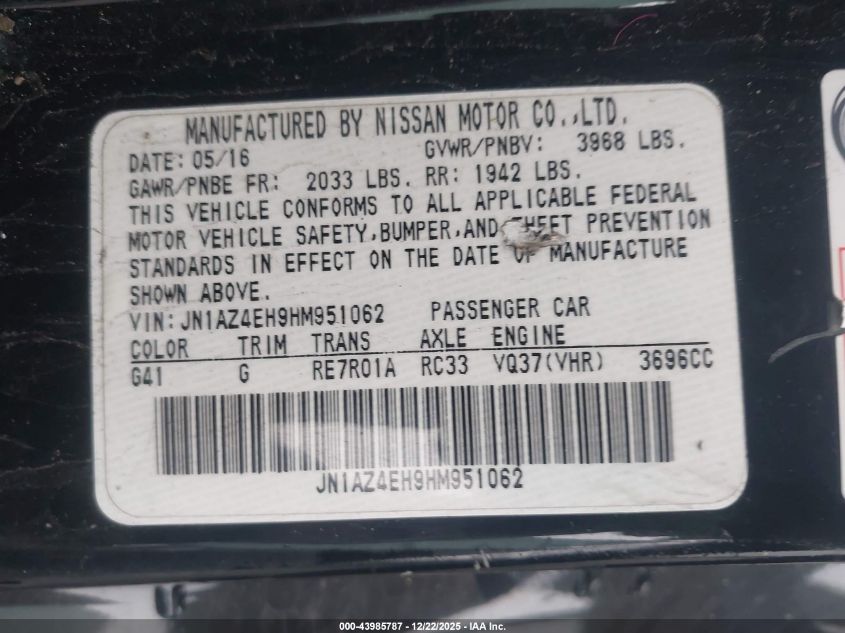 MANUFACTURED BY NISSAN MOTOR CO.,LTD.
DATE: 05/16 GVWR/PNBV: 3968 LBS.
GAWR/PNBE FR: 2033 LBS. RR: 1942 LBS.
THIS VEHICLE CONFORMS TO ALL APPLICABLE FEDERAL
MOTOR VEHICLE SAFETY,BUMPER,AND THEFT PREVENTION
STANDARDS IN EFFECT ON THE DATE OF MANUFACTURE
SHOWN ABOVE.
VIN:JN1AZ4EH9HM951062 PASSENGER CAR
COLOR TRIM TRANS AXLE ENGINE
G41 G RE7R01A RC33 VQ37(VHR) 3696CC
JN1AZ4EH9HM951062
000-43985787 - 12/22/2025 - IAA Inc.